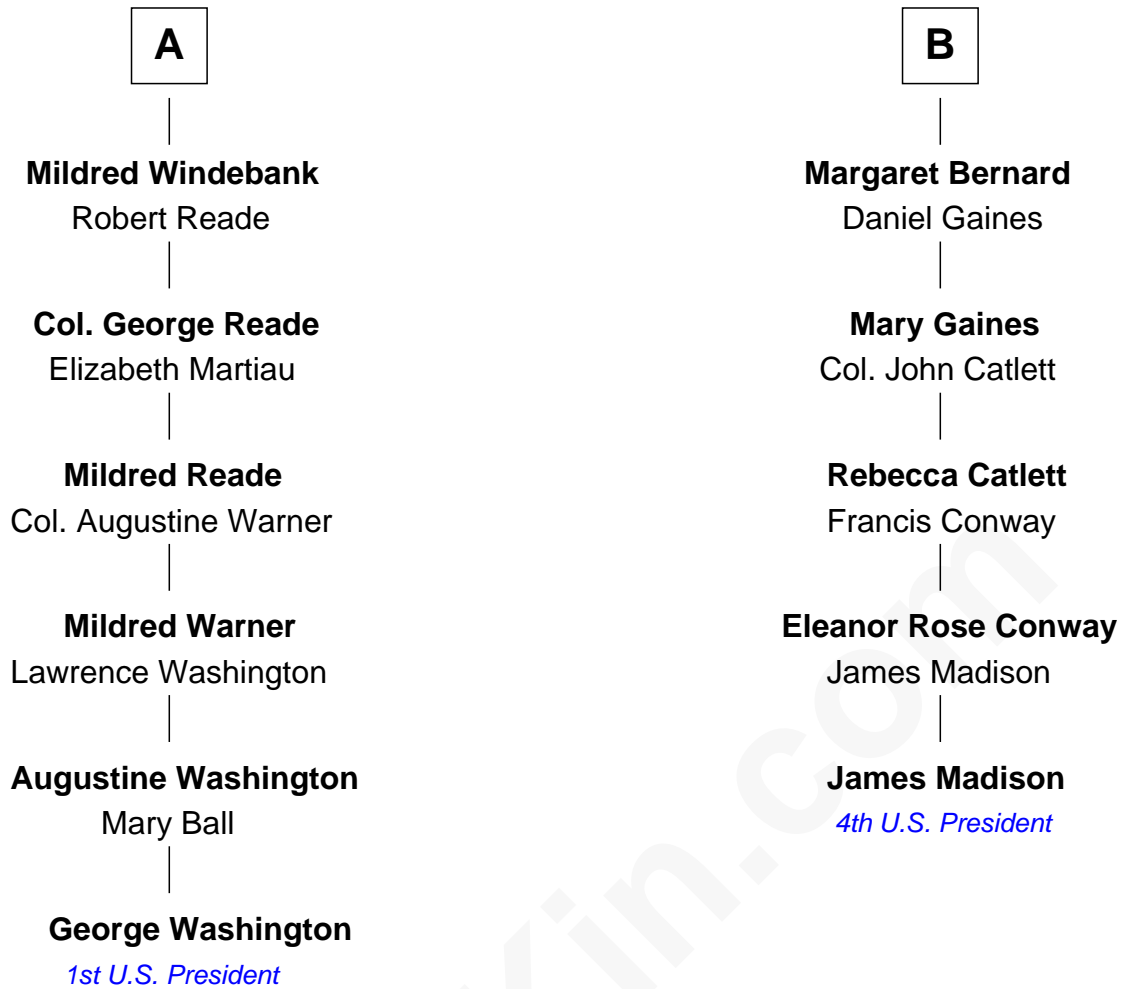 A
Mildred Windebank
Robert Reade
Col. George Reade
Elizabeth Martiau
Mildred Reade
Col. Augustine Warner
Mildred Warner
Lawrence Washington
Augustine Washington
Mary Ball
George Washington
1st U.S. President
B
Margaret Bernard
Daniel Gaines
Mary Gaines
Col. John Catlett
Rebecca Catlett
Francis Conway
Eleanor Rose Conway
James Madison
James Madison
4th U.S. President
Kin.com